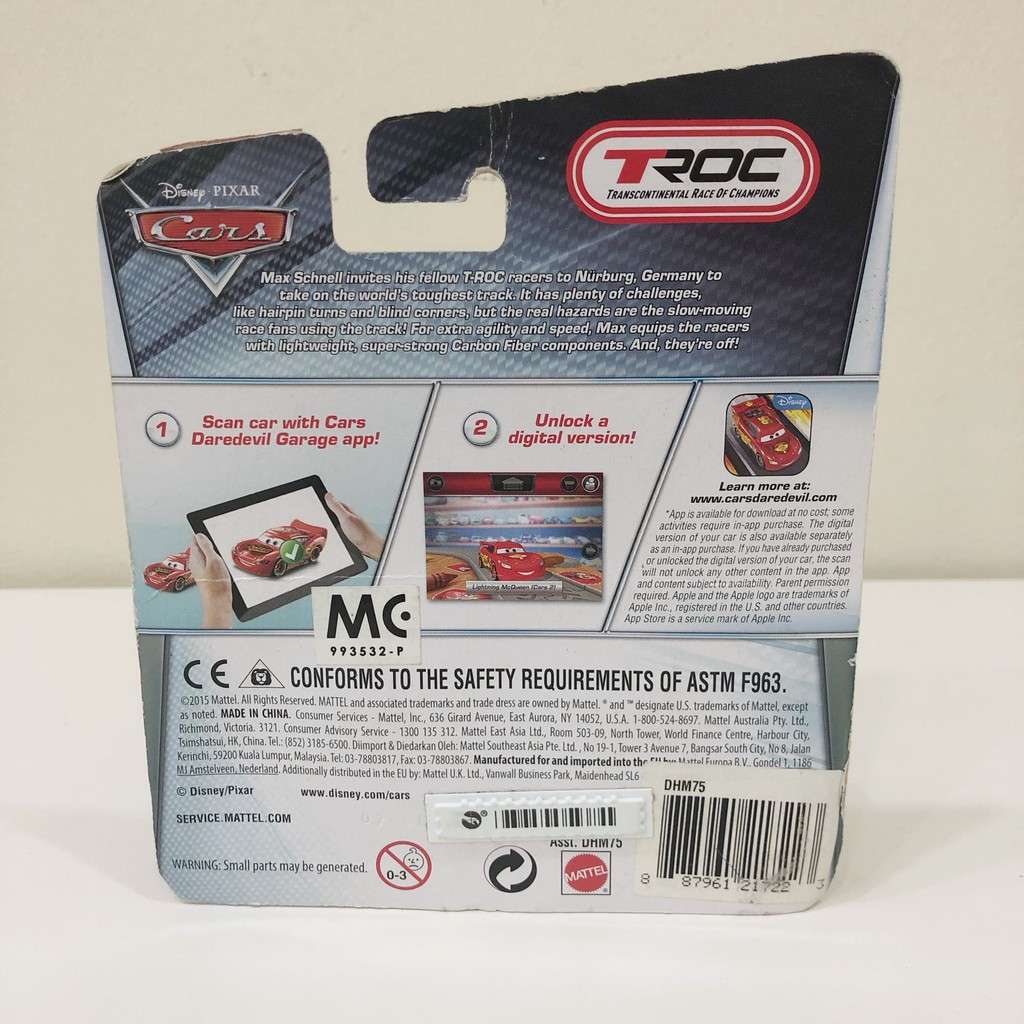 Disney · PIXAR
Cars
T-ROC
TRANSCONTINENTAL RACE OF CHAMPIONS
Max Schnell invites his fellow T-ROC racers to Nürburg, Germany to
take on the world's toughest track. It has plenty of challenges,
like hairpin turns and blind corners, but the real hazards are the slow-moving
race fans using the track! For extra agility and speed, Max equips the racers
with lightweight, super-strong Carbon Fiber components. And, they're off!
1
Scan car with Cars
Daredevil Garage app!
2
Unlock a
digital version!
Lightning McQueen (Cars 2)
Disney
Learn more at:
www.carsdaredevil.com
*App is available for download at no cost; some
activities require in-app purchase. The digital
version of your car is also available separately
as an in-app purchase. If you have already purchased
or unlocked the digital version of your car, the scan
will not unlock any other content in the app. App
and content subject to availability. Parent permission
required. Apple and the Apple logo are trademarks of
Apple Inc., registered in the U.S. and other countries.
App Store is a service mark of Apple Inc.
MC
993532-P
CE CONFORMS TO THE SAFETY REQUIREMENTS OF ASTM F963.
©2015 Mattel. All Rights Reserved. MATTEL and associated trademarks and trade dress are owned by Mattel. ® and ™ designate U.S. trademarks of Mattel, except
as noted. MADE IN CHINA. Consumer Services - Mattel, Inc., 636 Girard Avenue, East Aurora, NY 14052, U.S.A. 1-800-524-8697. Mattel Australia Pty. Ltd.,
Richmond, Victoria. 3121. Consumer Advisory Service - 1300 135 312. Mattel East Asia Ltd., Room 503-09, North Tower, World Finance Centre, Harbour City,
Tsimshatsui, HK, China. Tel.: (852) 3185-6500. Diimport & Diedarkan Oleh: Mattel Southeast Asia Pte. Ltd., No 19-1, Tower 3 Avenue 7, Bangsar South City, No 8, Jalan
Kerinchi, 59200 Kuala Lumpur, Malaysia. Tel: 03-78803817, Fax: 03-78803867. Manufactured for and imported into the EU by: Mattel Europa B.V., Gondel 1, 1186
MJ Amstelveen, Nederland. Additionally distributed in the EU by: Mattel U.K. Ltd., Vanwall Business Park, Maidenhead SL6
© Disney/Pixar www.disney.com/cars
SERVICE.MATTEL.COM
DHM75
Asst. DHM75
WARNING: Small parts may be generated.
0-3
MATTEL
8 87961 21722 3